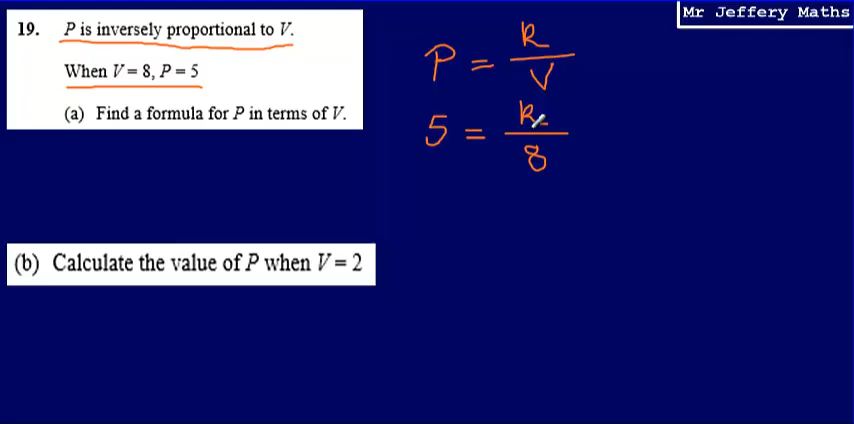 Mr Jeffery Maths
19. P is inversely proportional to V.
When V = 8, P = 5
(a) Find a formula for P in terms of V.
P = k/V
5 = k/8
(b) Calculate the value of P when V = 2